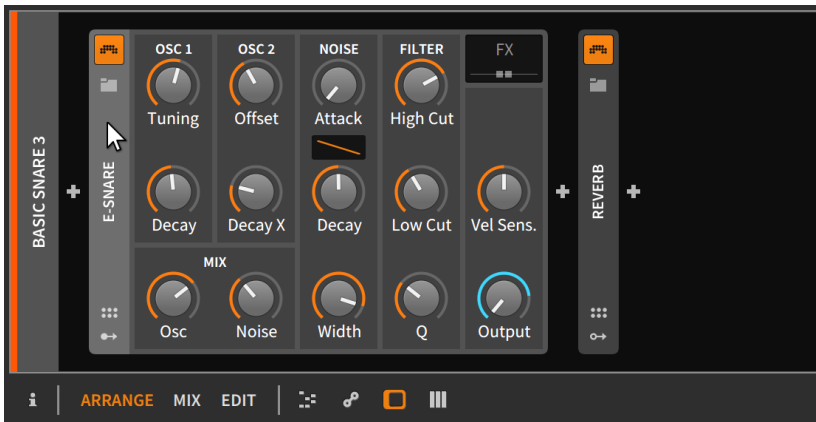 BASIC SNARE 3
E-SNARE
OSC 1 OSC 2 NOISE FILTER FX
Tuning Offset Attack High Cut
Decay Decay X Decay Low Cut Vel Sens.
MIX
Osc Noise Width Q Output
REVERB
i ARRANGE MIX EDIT